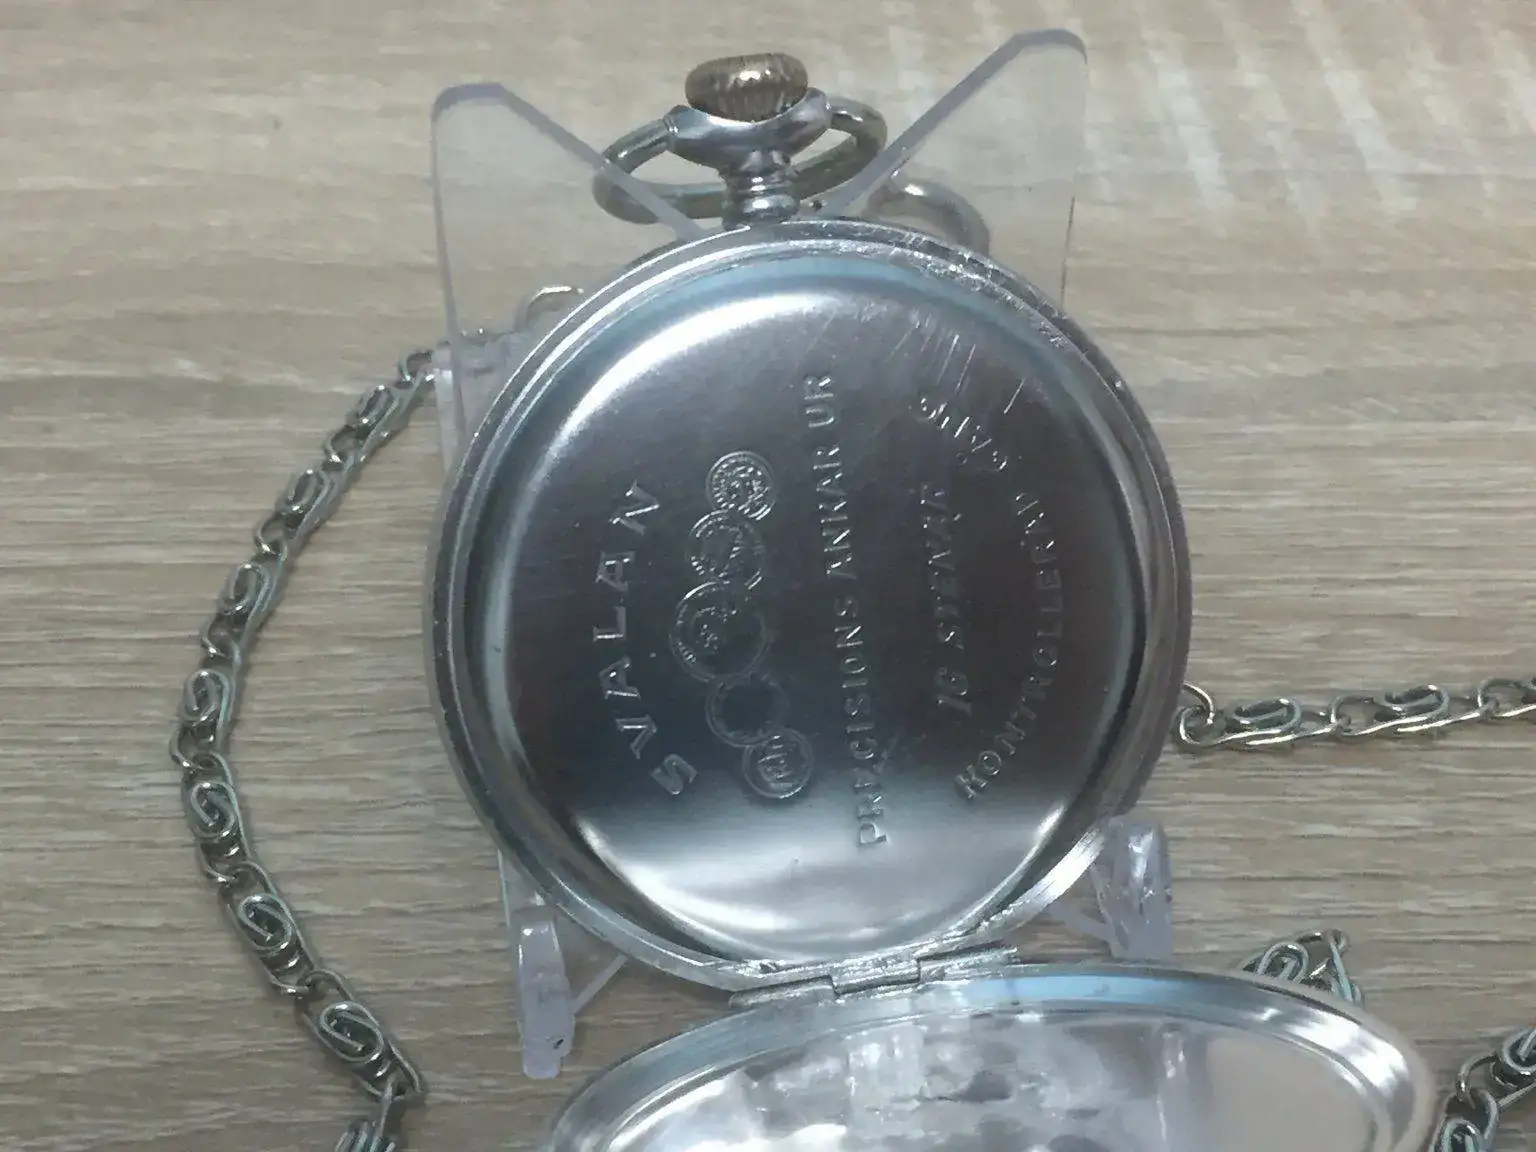 SVALAN
PRECISIONS ANKAR UR
16 STENAR
KONTROLLERAD